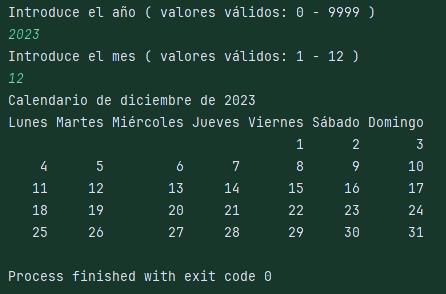 Introduce el año ( valores válidos: 0 - 9999 )
2023
Introduce el mes ( valores válidos: 1 - 12 )
12
Calendario de diciembre de 2023
Lunes Martes Miércoles Jueves Viernes Sábado Domingo
                                    1      2       3
    4      5         6      7       8      9      10
   11     12        13     14      15     16      17
   18     19        20     21      22     23      24
   25     26        27     28      29     30      31
Process finished with exit code 0